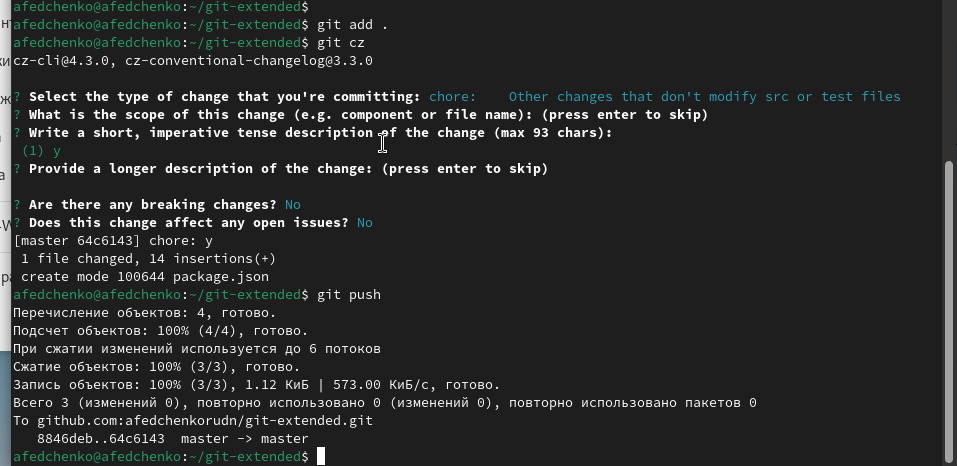 afedchenko@afedchenko:~/git-extended$
afedchenko@afedchenko:~/git-extended$ git add .
afedchenko@afedchenko:~/git-extended$ git cz
cz-cli@4.3.0, cz-conventional-changelog@3.3.0
? Select the type of change that you're committing: chore:    Other changes that don't modify src or test files
? What is the scope of this change (e.g. component or file name): (press enter to skip)
? Write a short, imperative tense description of the change (max 93 chars):
(1) y
? Provide a longer description of the change: (press enter to skip)
? Are there any breaking changes? No
? Does this change affect any open issues? No
[master 64c6143] chore: y
1 file changed, 14 insertions(+)
create mode 100644 package.json
afedchenko@afedchenko:~/git-extended$ git push
Перечисление объектов: 4, готово.
Подсчет объектов: 100% (4/4), готово.
При сжатии изменений используется до 6 потоков
Сжатие объектов: 100% (3/3), готово.
Запись объектов: 100% (3/3), 1.12 КиБ | 573.00 КиБ/с, готово.
Всего 3 (изменений 0), повторно использовано 0 (изменений 0), повторно использовано пакетов 0
To github.com:afedchenkorudn/git-extended.git
8846deb..64c6143  master -> master
afedchenko@afedchenko:~/git-extended$